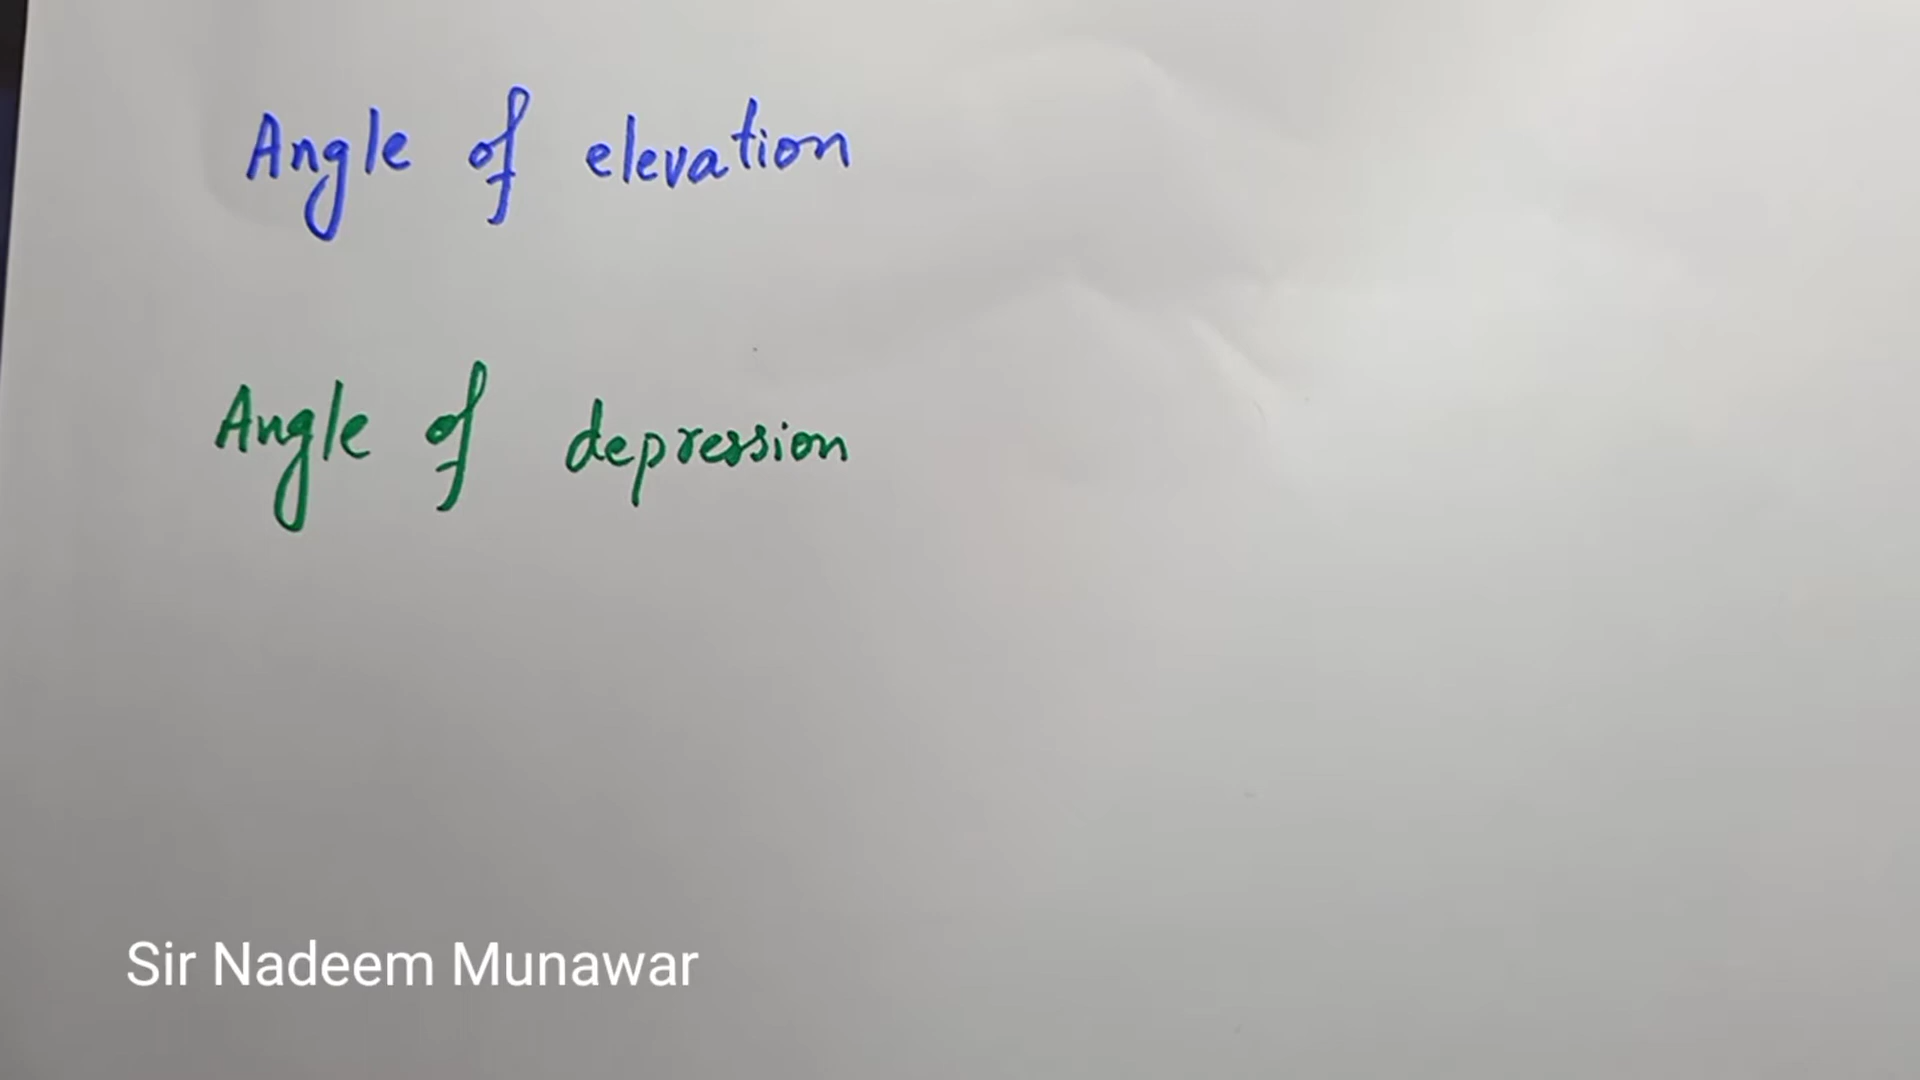 Angle of elevation
Angle of depression
Sir Nadeem Munawar